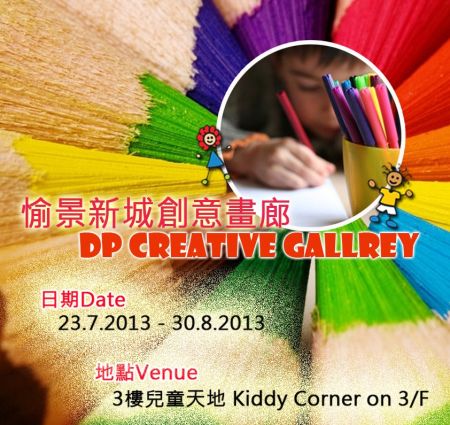 愉景新城創意畫廊
DP CREATIVE GALLREY
日期Date
23.7.2013 - 30.8.2013
地點Venue
3樓兒童天地 Kiddy Corner on 3/F